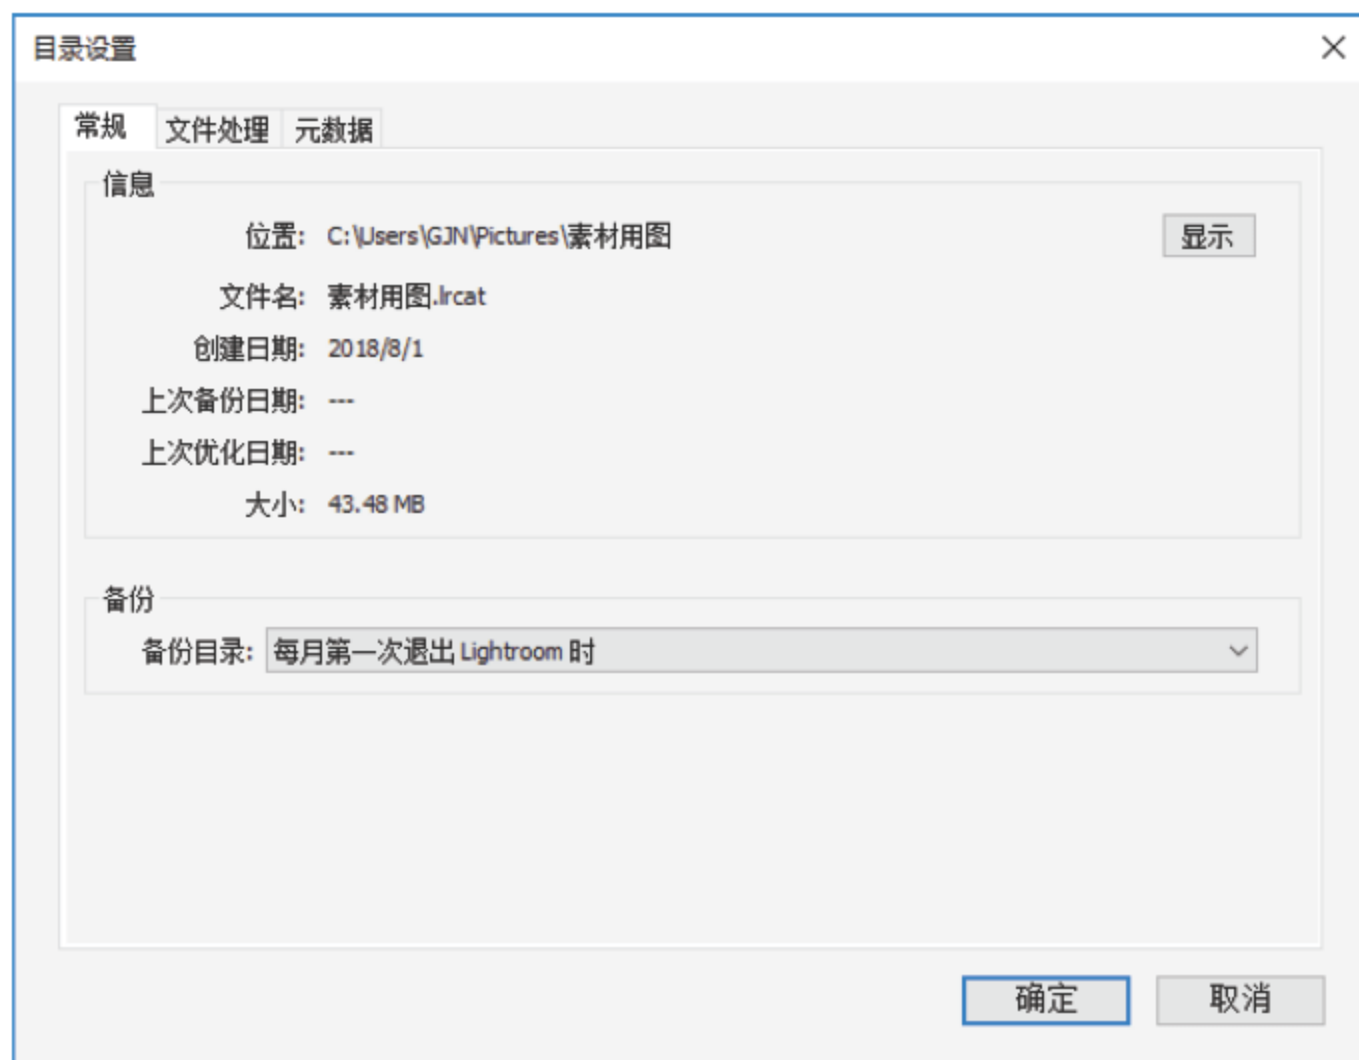 目录设置
常规 文件处理 元数据
信息
位置: C:\Users\GJN\Pictures\素材用图 显示
文件名: 素材用图.lrcat
创建日期: 2018/8/1
上次备份日期: ---
上次优化日期: ---
大小: 43.48 MB
备份
备份目录: 每月第一次退出 Lightroom 时
确定 取消